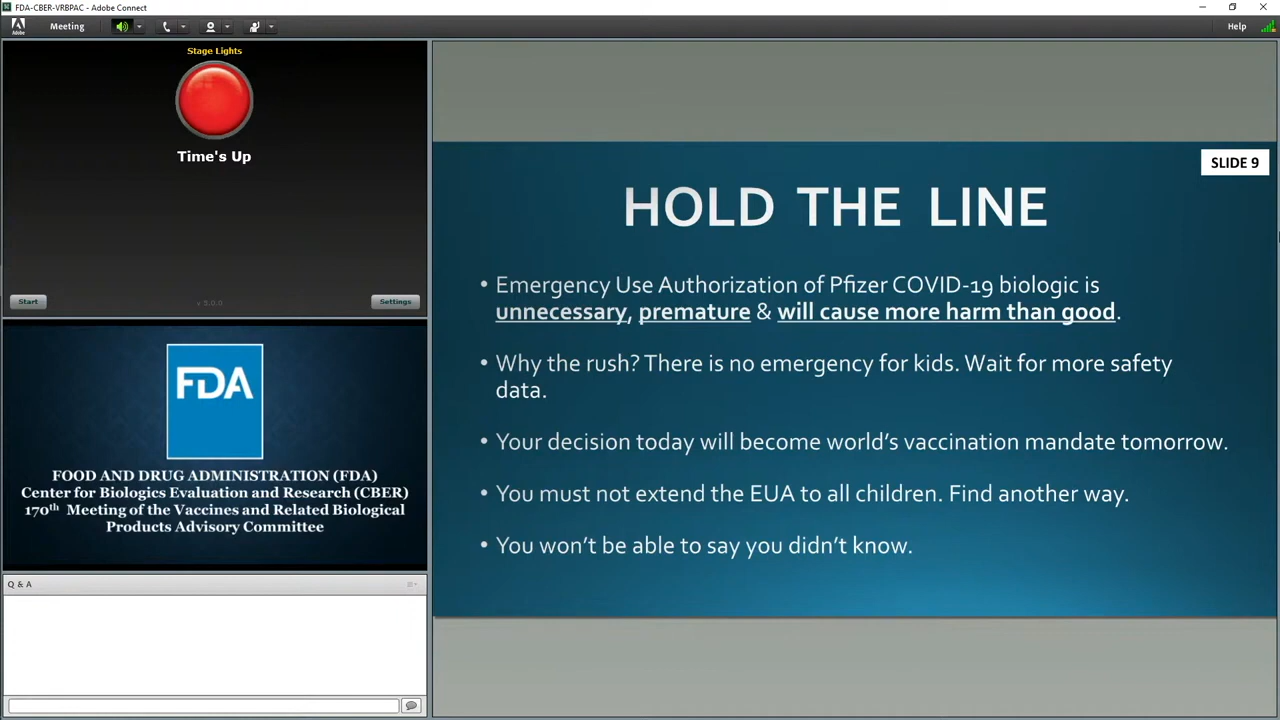 FDA-CBER-VRBPAC - Adobe Connect
Adobe
Meeting
Help
Stage Lights
Time's Up
Start
v 5.0.0
Settings
FDA
FOOD AND DRUG ADMINISTRATION (FDA)
Center for Biologics Evaluation and Research (CBER)
170th Meeting of the Vaccines and Related Biological
Products Advisory Committee
Q & A
SLIDE 9
HOLD THE LINE
• Emergency Use Authorization of Pfizer COVID-19 biologic is
unnecessary, premature & will cause more harm than good.
• Why the rush? There is no emergency for kids. Wait for more safety
data.
• Your decision today will become world's vaccination mandate tomorrow.
• You must not extend the EUA to all children. Find another way.
• You won't be able to say you didn't know.